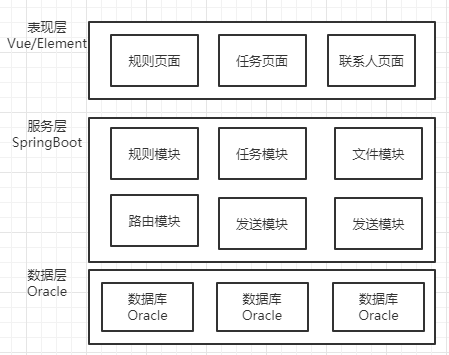 表现层
Vue/Element
规则页面
任务页面
联系人页面
服务层
SpringBoot
规则模块
任务模块
文件模块
路由模块
发送模块
发送模块
数据层
Oracle
数据库
Oracle
数据库
Oracle
数据库
Oracle